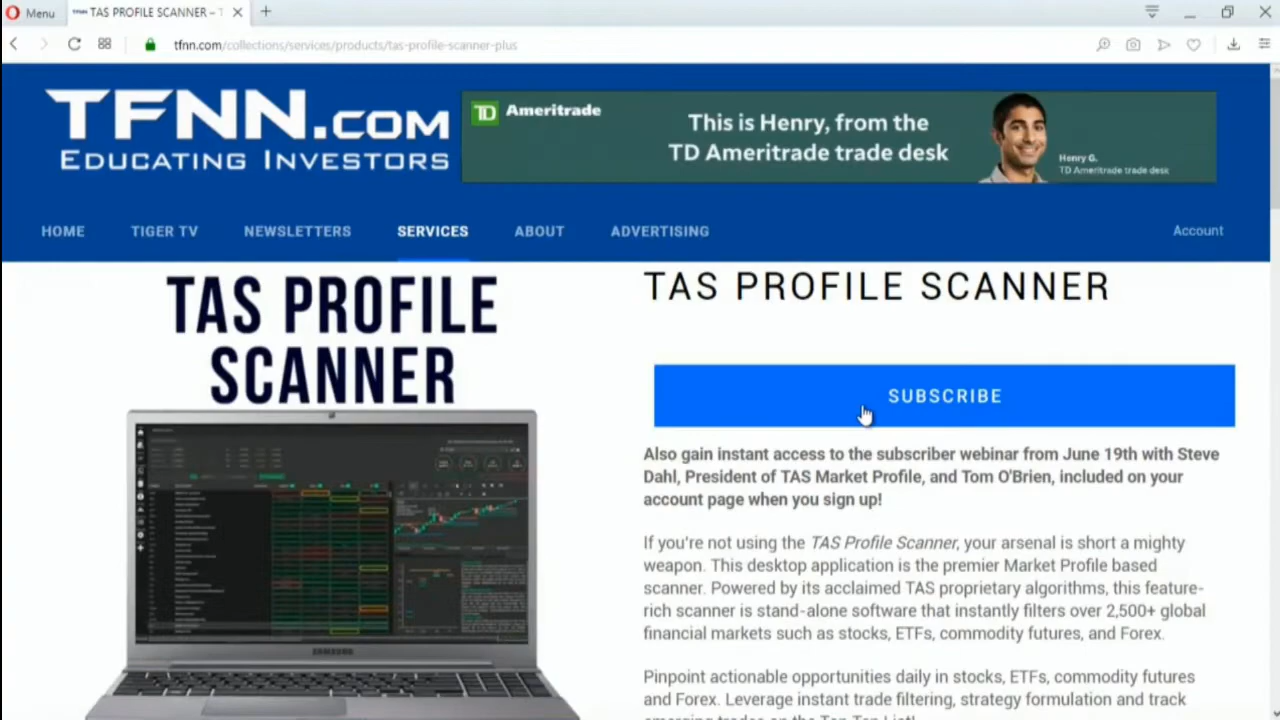 Menu
TAS PROFILE SCANNER – T
tfnn.com/collections/services/products/tas-profile-scanner-plus
TFNN.COM
EDUCATING INVESTORS
TD Ameritrade
This is Henry, from the
TD Ameritrade trade desk
Henry G.
TD Ameritrade trade desk
HOME
TIGER TV
NEWSLETTERS
SERVICES
ABOUT
ADVERTISING
Account
TAS PROFILE
SCANNER
SAMSUNG
TAS PROFILE SCANNER
SUBSCRIBE
Also gain instant access to the subscriber webinar from June 19th with Steve
Dahl, President of TAS Market Profile, and Tom O'Brien, included on your
account page when you sign up!
If you're not using the TAS Profile Scanner, your arsenal is short a mighty
weapon. This desktop application is the premier Market Profile based
scanner. Powered by its acclaimed TAS proprietary algorithms, this feature-
rich scanner is stand-alone software that instantly filters over 2,500+ global
financial markets such as stocks, ETFs, commodity futures, and Forex.
Pinpoint actionable opportunities daily in stocks, ETFs, commodity futures
and Forex. Leverage instant trade filtering, strategy formulation and track
emerging trades on the Top Ten List!